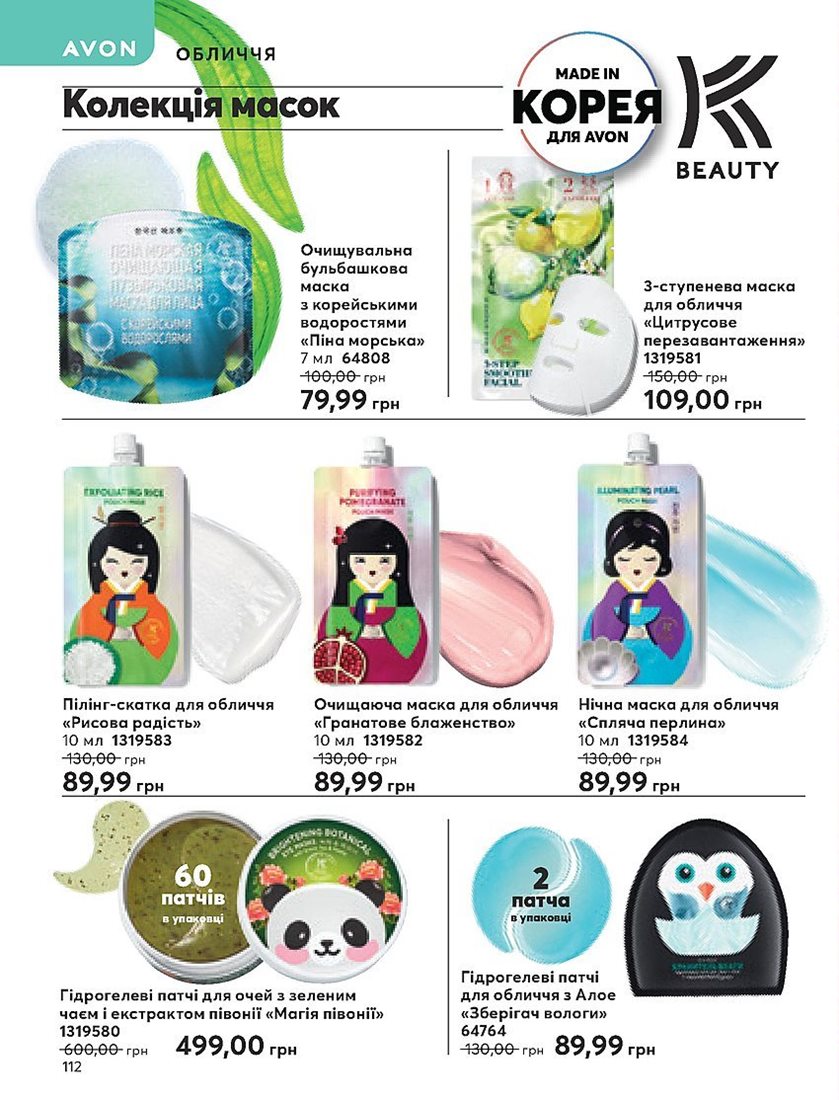 AVON
ОБЛИЧЧЯ
Колекція масок
MADE IN
КОРЕЯ
ДЛЯ AVON
K
BEAUTY
ПЕНА МОРСКАЯ
ОЧИЩАЮЩАЯ
ПУЗЫРЬКОВАЯ
МАСКА ДЛЯ ЛИЦА
С КОРЕЙСКИМИ
ВОДОРОСЛЯМИ
Очищувальна
бульбашкова
маска
з корейськими
водоростями
«Піна морська»
7 мл 64808
100,00 грн
79,99 грн
1
2
3-STEP
SMOOTH
FACIAL
3-ступенева маска
для обличчя
«Цитрусове
перезавантаження»
1319581
150,00 грн
109,00 грн
EXFOLIATING RICE
POUCH MASK
Пілінг-скатка для обличчя
«Рисова радість»
10 мл 1319583
130,00 грн
89,99 грн
PURIFYING
POMEGRANATE
POUCH MASK
Очищаюча маска для обличчя
«Гранатове блаженство»
10 мл 1319582
130,00 грн
89,99 грн
ILLUMINATING PEARL
POUCH MASK
Нічна маска для обличчя
«Спляча перлина»
10 мл 1319584
130,00 грн
89,99 грн
60
патчів
в упаковці
BRIGHTENING BOTANICAL
EYE MASKS
Гідрогелеві патчі для очей з зеленим
чаєм і екстрактом півонії «Магія півонії»
1319580
600,00 грн 499,00 грн
2
патча
в упаковці
ХРАНИТЕЛЬ ВЛАГИ
Гідрогелеві патчі
для обличчя з Алое
«Зберігач вологи»
64764
130,00 грн 89,99 грн
112